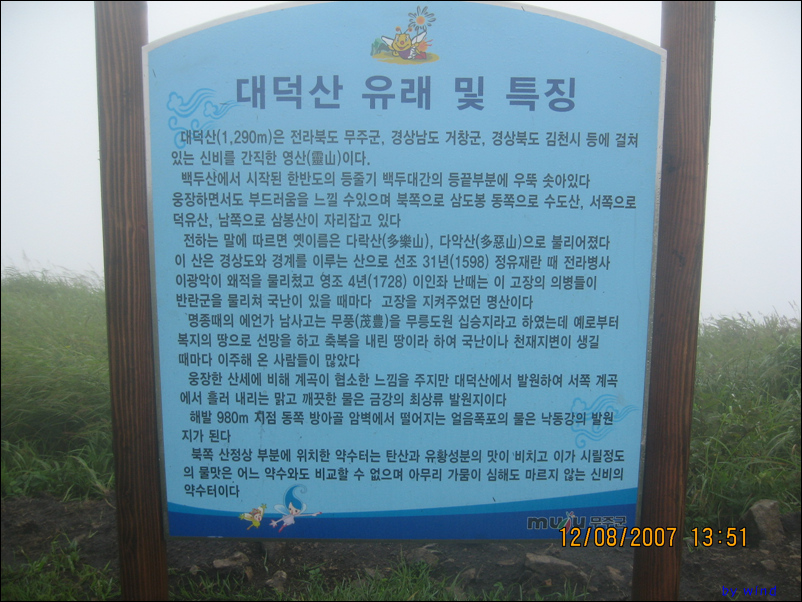 대덕산 유래 및 특징
대덕산(1,290m)은 전라북도 무주군, 경상남도 거창군, 경상북도 김천시 등에 걸쳐
있는 신비를 간직한 영산(靈山)이다.
백두산에서 시작된 한반도의 등줄기 백두대간의 등끝부분에 우뚝 솟아있다
웅장하면서도 부드러움을 느낄 수있으며 북쪽으로 삼도봉 동쪽으로 수도산, 서쪽으로
덕유산, 남쪽으로 삼봉산이 자리잡고 있다
전하는 말에 따르면 옛이름은 다락산(多樂山), 다악산(多惡山)으로 불리어졌다
이 산은 경상도와 경계를 이루는 산으로 선조 31년(1598) 정유재란 때 전라병사
이광악이 왜적을 물리쳤고 영조 4년(1728) 이인좌 난때는 이 고장의 의병들이
반란군을 물리쳐 국난이 있을 때마다 고장을 지켜주었던 명산이다
명종때의 예언가 남사고는 무풍(茂豊)을 무릉도원 십승지라고 하였는데 예로부터
복지의 땅으로 선망을 하고 축복을 내린 땅이라 하여 국난이나 천재지변이 생길
때마다 이주해 온 사람들이 많았다
웅장한 산세에 비해 계곡이 협소한 느낌을 주지만 대덕산에서 발원하여 서쪽 계곡
에서 흘러 내리는 맑고 깨끗한 물은 금강의 최상류 발원지이다
해발 980m 지점 동쪽 방아골 암벽에서 떨어지는 얼음폭포의 물은 낙동강의 발원
지가 된다
북쪽 산정상 부분에 위치한 약수터는 탄산과 유황성분의 맛이 비치고 이가 시릴정도
의 물맛은 어느 약수와도 비교할 수 없으며 아무리 가뭄이 심해도 마르지 않는 신비의
약수터이다
muju 무주군
12/08/2007 13:51
by wind